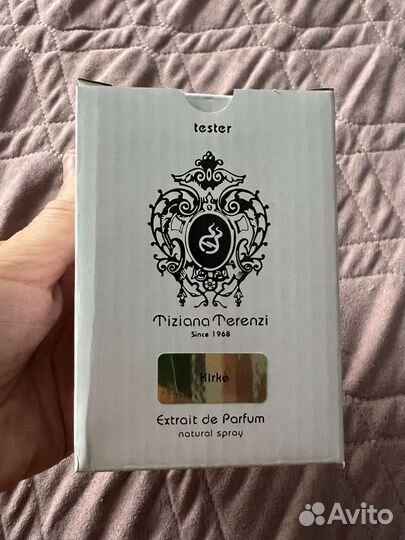 tester
Tiziana Terenzi
Since 1968
Kirkè
Extrait de Parfum
natural spray
Avito